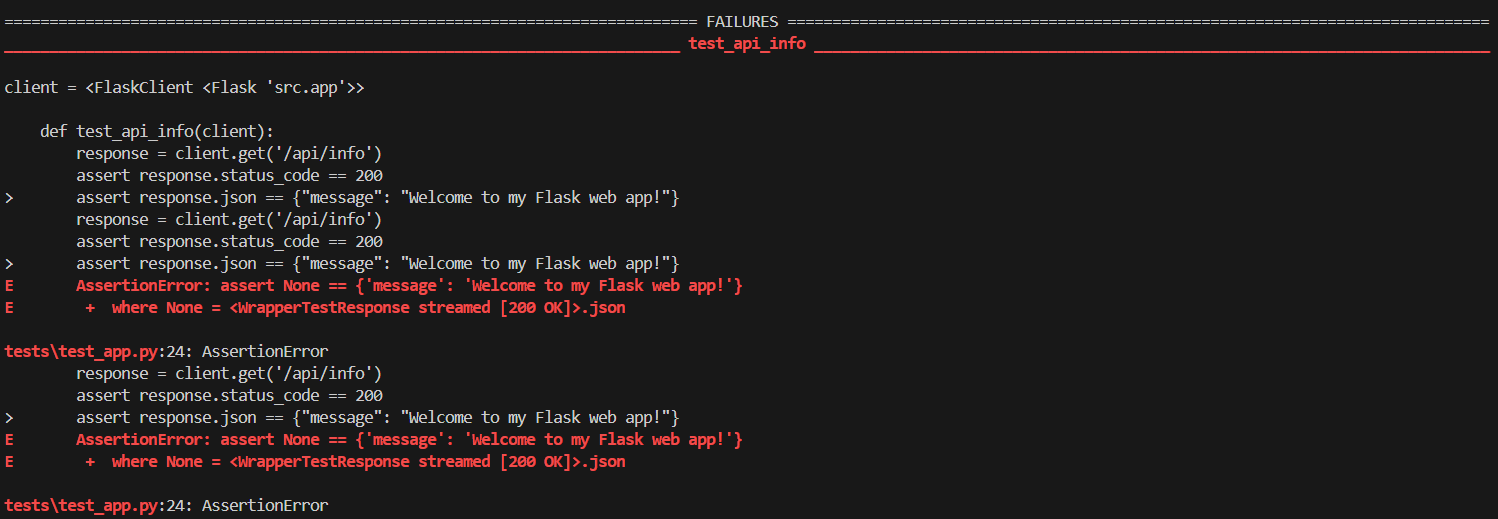 ============================================================================= FAILURES ==============================================================================
___________________________________________________________________________ test_api_info ___________________________________________________________________________
client = <FlaskClient <Flask 'src.app'>>
    def test_api_info(client):
        response = client.get('/api/info')
        assert response.status_code == 200
>       assert response.json == {"message": "Welcome to my Flask web app!"}
        response = client.get('/api/info')
        assert response.status_code == 200
>       assert response.json == {"message": "Welcome to my Flask web app!"}
E       AssertionError: assert None == {'message': 'Welcome to my Flask web app!'}
E        +  where None = <WrapperTestResponse streamed [200 OK]>.json
tests\test_app.py:24: AssertionError
        response = client.get('/api/info')
        assert response.status_code == 200
>       assert response.json == {"message": "Welcome to my Flask web app!"}
E       AssertionError: assert None == {'message': 'Welcome to my Flask web app!'}
E        +  where None = <WrapperTestResponse streamed [200 OK]>.json
tests\test_app.py:24: AssertionError